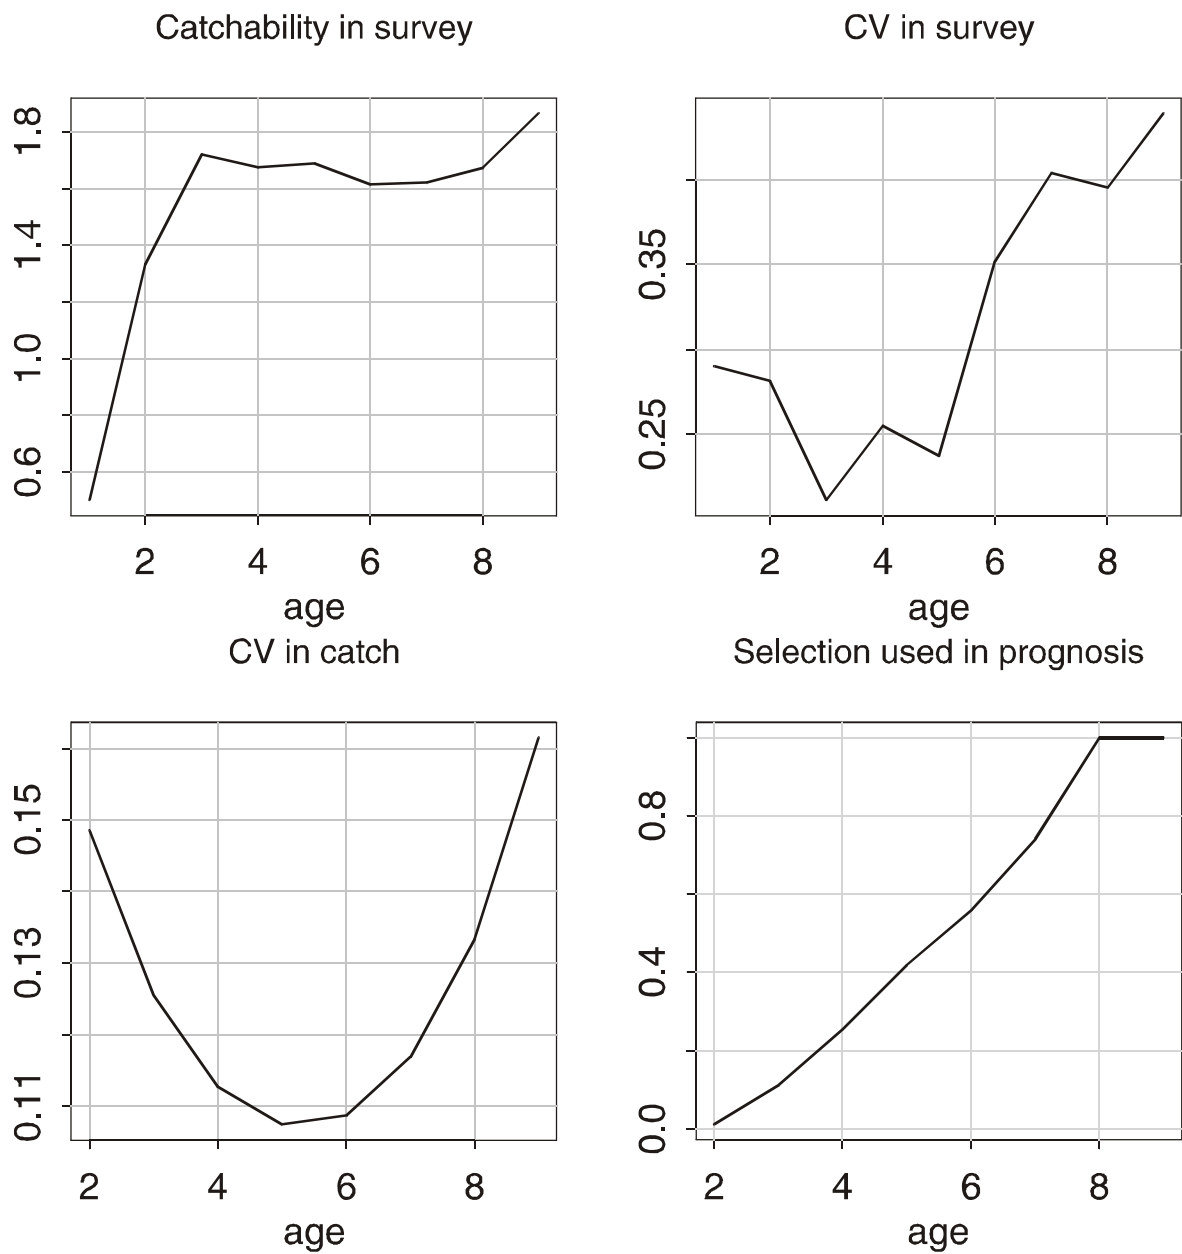 Catchability in survey
1.8
1.4
1.0
0.6
2 4 6 8
age
CV in survey
0.35
0.25
2 4 6 8
age
CV in catch
0.15
0.13
0.11
2 4 6 8
age
Selection used in prognosis
0.8
0.4
0.0
2 4 6 8
age